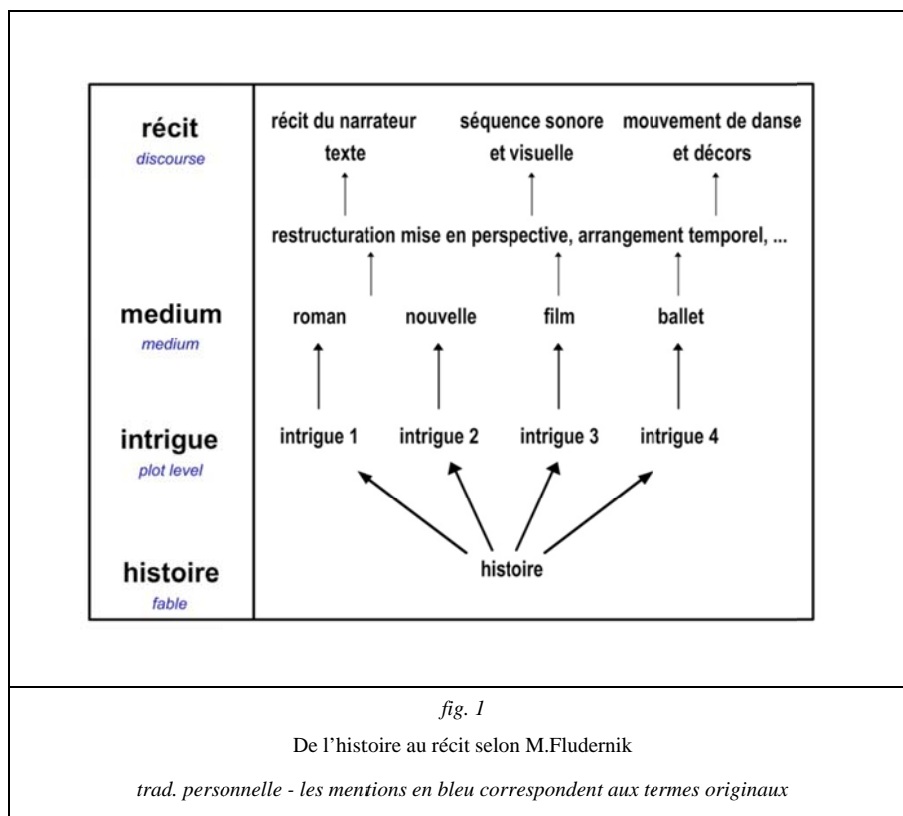 récit
discourse
récit du narrateur
texte
séquence sonore
et visuelle
mouvement de danse
et décors
restructuration mise en perspective, arrangement temporel, ...
medium
medium
roman nouvelle film ballet
intrigue
plot level
intrigue 1 intrigue 2 intrigue 3 intrigue 4
histoire
fable
histoire
fig. 1
De l’histoire au récit selon M.Fludernik
trad. personnelle - les mentions en bleu correspondent aux termes originaux